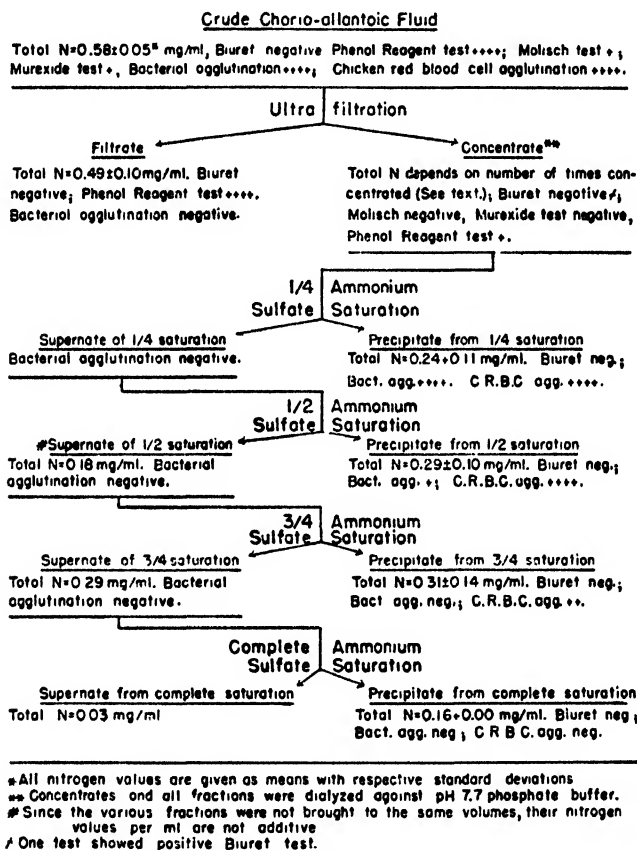 Crude Chorio-allantoic Fluid
Total N=0.58±05* mg/ml, Biuret negative Phenol Reagent test++++; Molisch test +;
Murexide test+, Bacterial agglutination++++; Chicken red blood cell agglutination ++++.
Ultra filtration
Filtrate
Total N=0.49±0.10mg/ml. Biuret
negative; Phenol Reagent test++++.
Bacterial agglutination negative.
Concentrate**
Total N depends on number of times con-
centrated (See text.); Biuret negative⌿;
Molisch negative, Murexide test negative,
Phenol Reagent test +.
1/4 Ammonium
Sulfate Saturation
Supernate of 1/4 saturation
Bacterial agglutination negative.
Precipitate from 1/4 saturation
Total N=0.24+0.11 mg/ml. Biuret neg.;
Bact. agg.++++. C R.B.C agg. ++++.
1/2 Ammonium
Sulfate Saturation
#Supernate of 1/2 saturation
Total N=0 18 mg/ml. Bacterial
agglutination negative.
Precipitate from 1/2 saturation
Total N=0.29±0.10 mg/ml. Biuret neg.;
Bact. agg. +; C.R.B.C. agg. ++++.
3/4 Ammonium
Sulfate Saturation
Supernate of 3/4 saturation
Total N=0 29 mg/ml. Bacterial
agglutination negative.
Precipitate from 3/4 saturation
Total N=0.31±0 14 mg/ml. Biuret neg.;
Bact agg. neg.; C.R.B.C. agg. ++.
Complete Ammonium
Sulfate Saturation
Supernate from complete saturation
Total N=0 03 mg/ml
Precipitate from complete saturation
Total N=0.16+0.00 mg/ml. Biuret neg;
Bact. agg. neg; C R B C. agg. neg.
*All nitrogen values are given as means with respective standard deviations
** Concentrates and all fractions were dialyzed against pH 7.7 phosphate buffer.
# Since the various fractions were not brought to the same volumes, their nitrogen
values per ml are not additive
⌿ One test showed positive Biuret test.